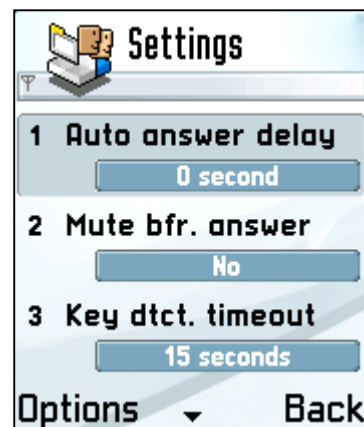 Settings
1 Auto answer delay
0 second
2 Mute bfr. answer
No
3 Key dtct. timeout
15 seconds
Options Back